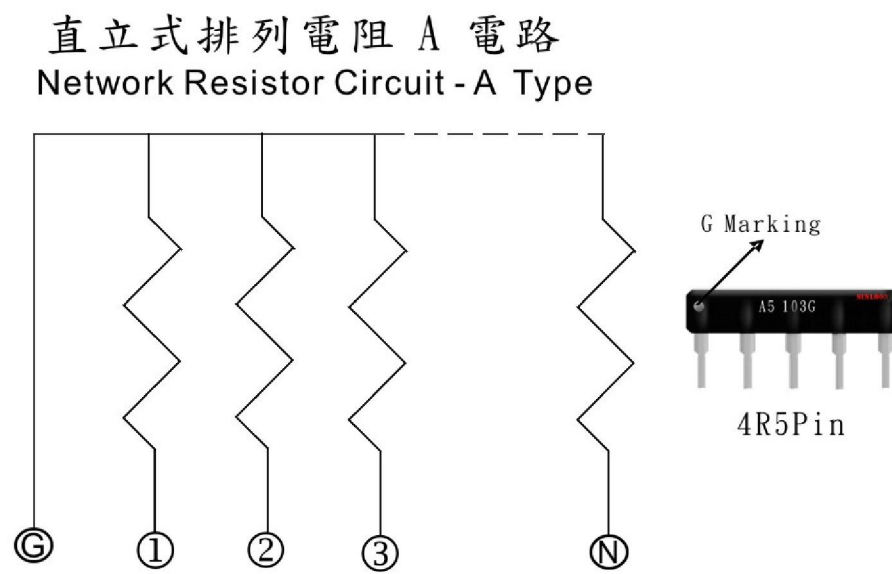 直立式排列電阻 A 電路
Network Resistor Circuit - A Type
G Marking
A5 103G
4R5Pin
Ⓖ ① ② ③ Ⓝ